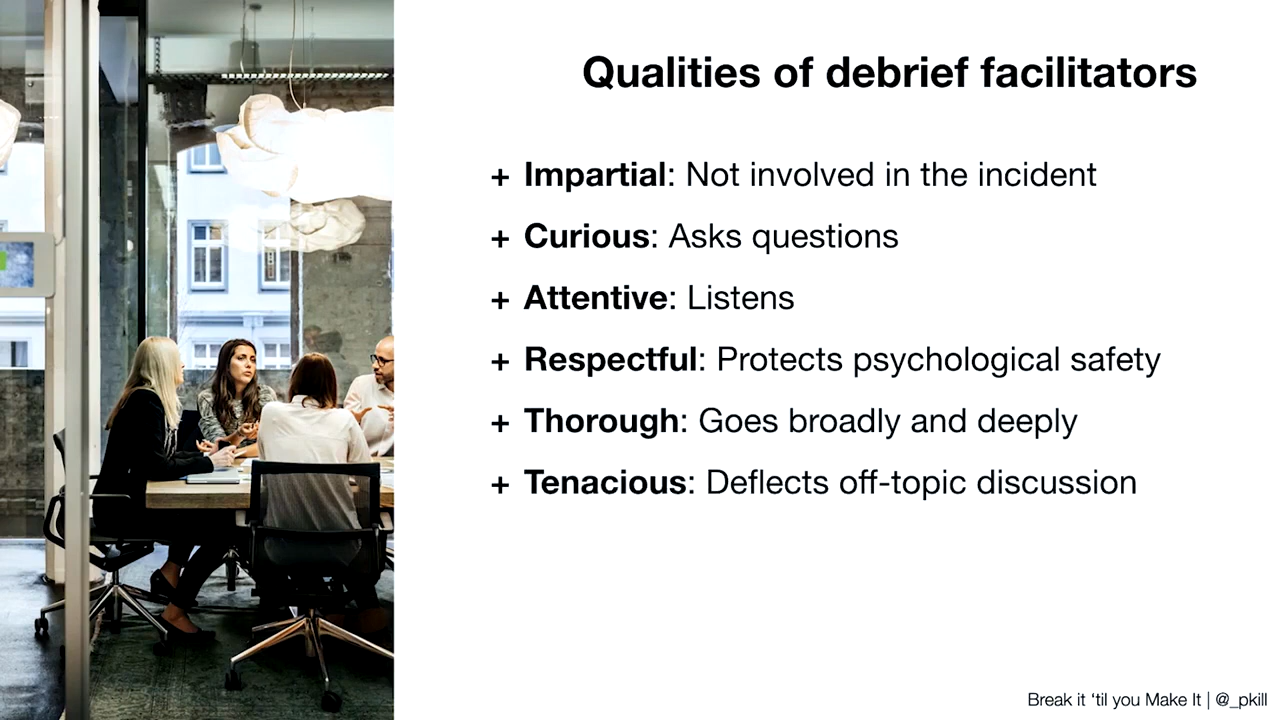 Qualities of debrief facilitators
+ Impartial: Not involved in the incident
+ Curious: Asks questions
+ Attentive: Listens
+ Respectful: Protects psychological safety
+ Thorough: Goes broadly and deeply
+ Tenacious: Deflects off-topic discussion
Break it ‘til you Make It | @_pkill